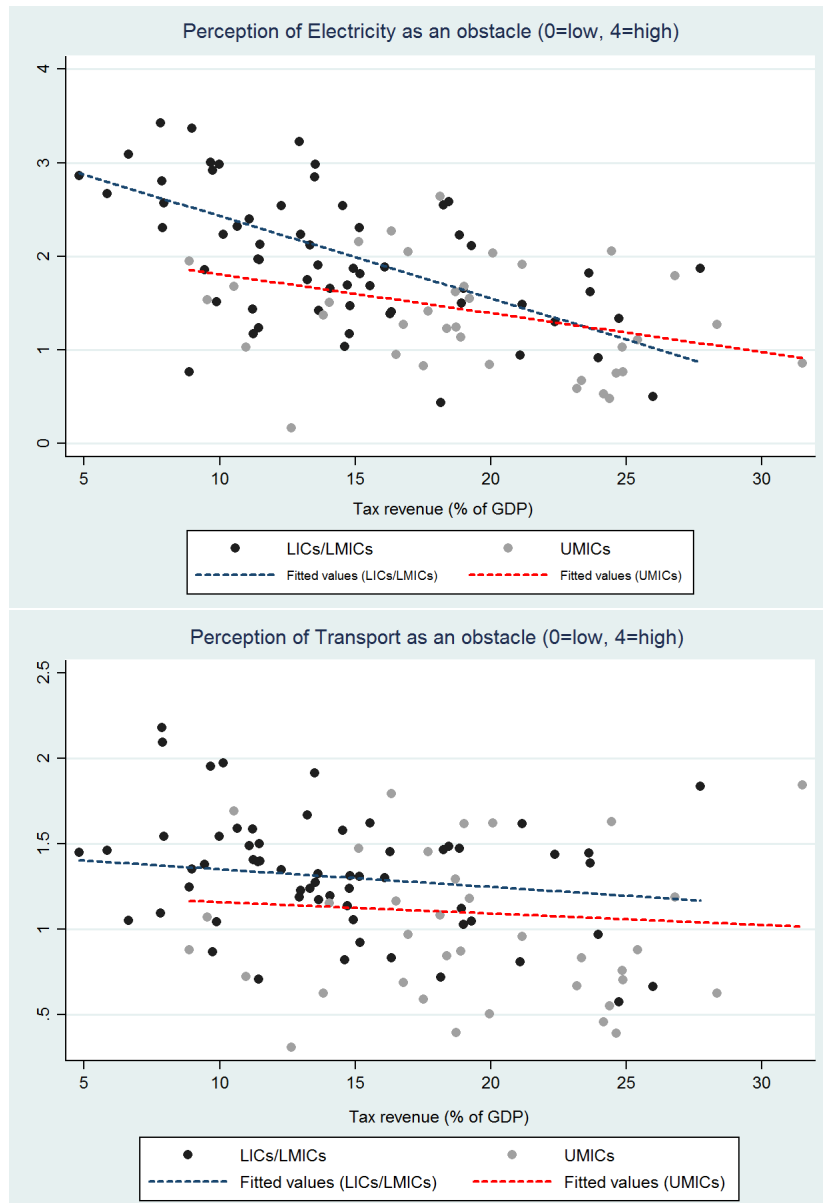 Perception of Electricity as an obstacle (0=low, 4=high)
4
3
2
1
0
5 10 15 20 25 30
Tax revenue (% of GDP)
LICs/LMICs UMICs
Fitted values (LICs/LMICs) Fitted values (UMICs)
Perception of Transport as an obstacle (0=low, 4=high)
2.5
2
1.5
1
.5
5 10 15 20 25 30
Tax revenue (% of GDP)
LICs/LMICs UMICs
Fitted values (LICs/LMICs) Fitted values (UMICs)